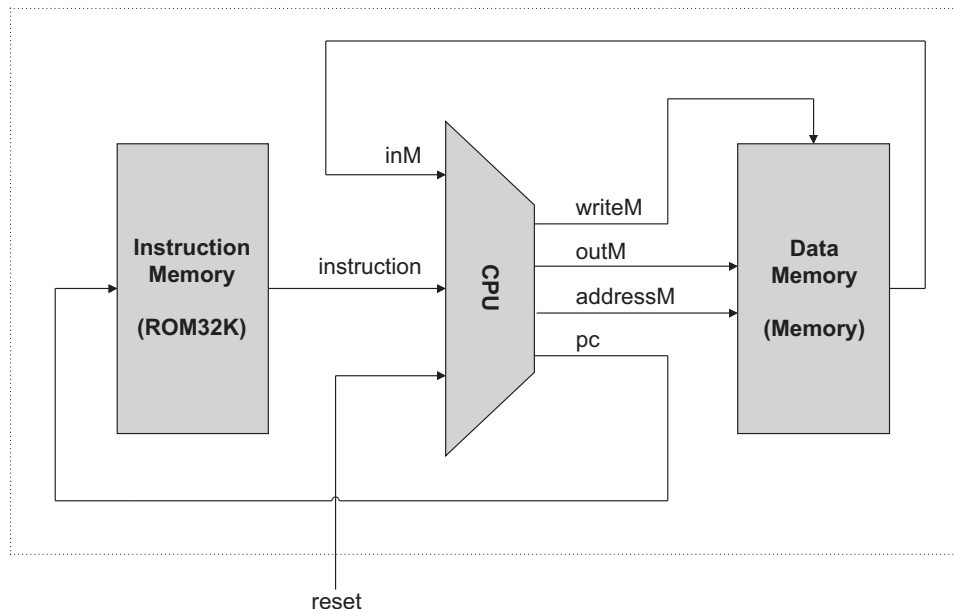 inM
writeM
Instruction
Memory
(ROM32K)
instruction
CPU
outM
addressM
pc
Data
Memory
(Memory)
reset